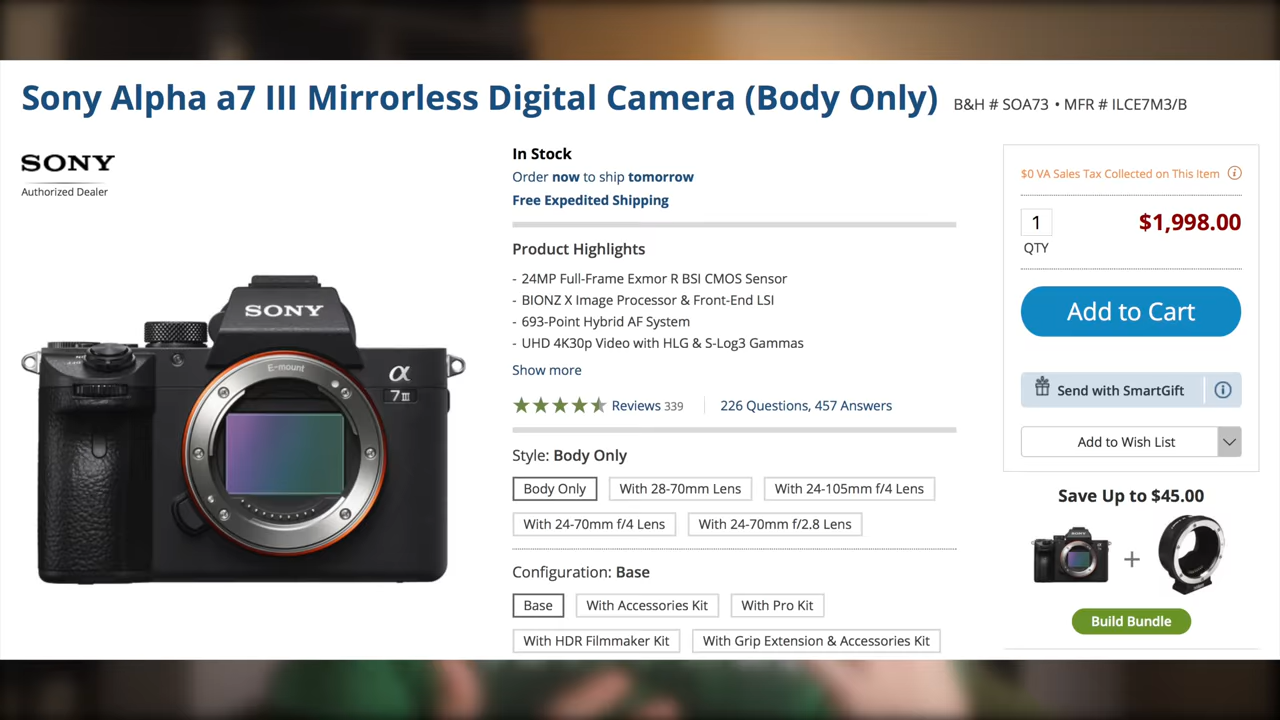 Sony Alpha a7 III Mirrorless Digital Camera (Body Only) B&H # SOA73 • MFR # ILCE7M3/B
SONY
Authorized Dealer
SONY
E-mount
α
7III
In Stock
Order now to ship tomorrow
Free Expedited Shipping
Product Highlights
- 24MP Full-Frame Exmor R BSI CMOS Sensor
- BIONZ X Image Processor & Front-End LSI
- 693-Point Hybrid AF System
- UHD 4K30p Video with HLG & S-Log3 Gammas
Show more
Reviews 339 226 Questions, 457 Answers
Style: Body Only
Body Only With 28-70mm Lens With 24-105mm f/4 Lens
With 24-70mm f/4 Lens With 24-70mm f/2.8 Lens
Configuration: Base
Base With Accessories Kit With Pro Kit
With HDR Filmmaker Kit With Grip Extension & Accessories Kit
$0 VA Sales Tax Collected on This Item
1 $1,998.00
QTY
Add to Cart
Send with SmartGift
Add to Wish List
Save Up to $45.00
SONY
+
Build Bundle